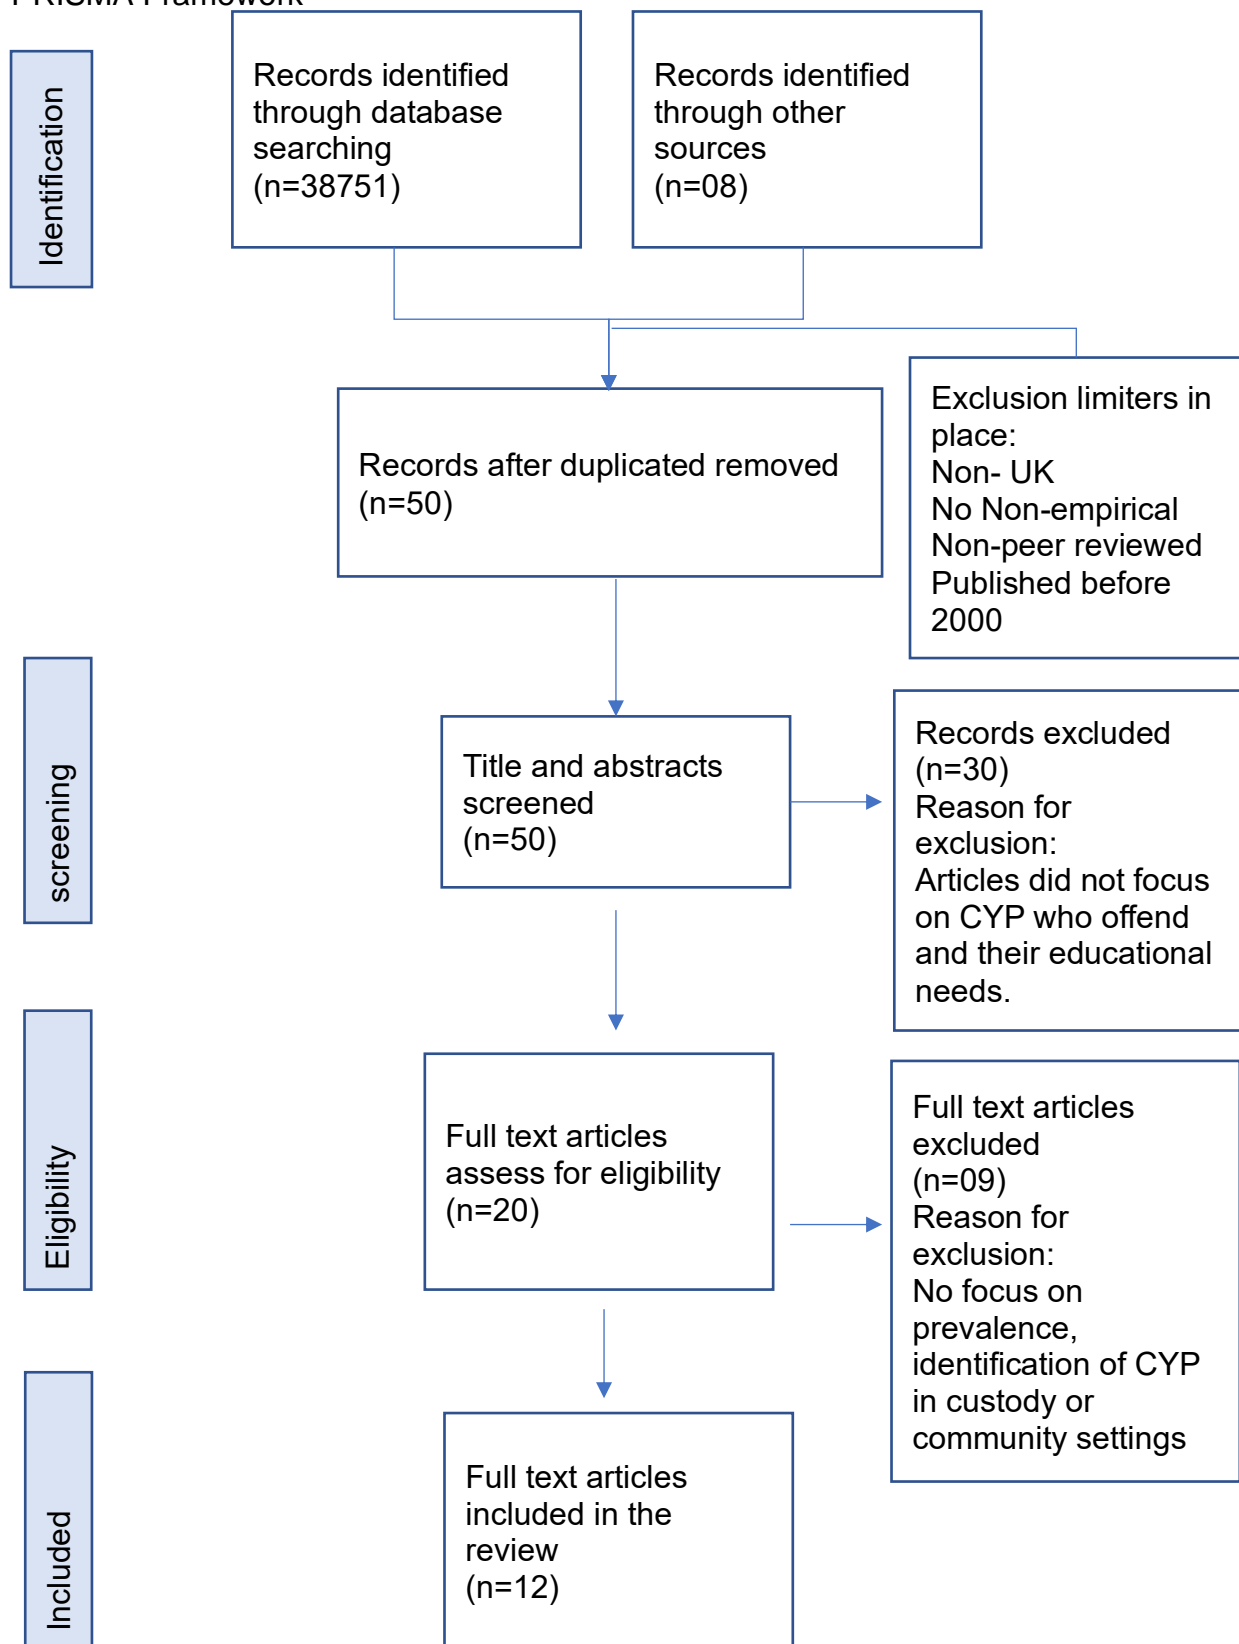 PRISMA Framework
Identification
Records identified
through database
searching
(n=38751)
Records identified
through other
sources
(n=08)
Records after duplicated removed
(n=50)
Exclusion limiters in
place:
Non- UK
No Non-empirical
Non-peer reviewed
Published before
2000
screening
Title and abstracts
screened
(n=50)
Records excluded
(n=30)
Reason for
exclusion:
Articles did not focus
on CYP who offend
and their educational
needs.
Eligibility
Full text articles
assess for eligibility
(n=20)
Full text articles
excluded
(n=09)
Reason for
exclusion:
No focus on
prevalence,
identification of CYP
in custody or
community settings
Included
Full text articles
included in the
review
(n=12)